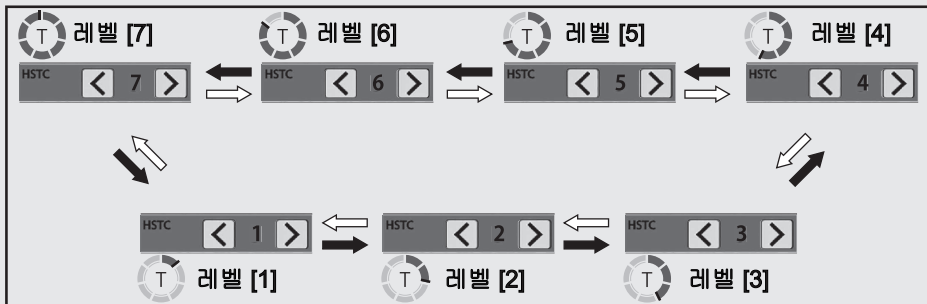 T 레벨 [7] T 레벨 [6] T 레벨 [5] T 레벨 [4]
HSTC < 7 > HSTC < 6 > HSTC < 5 > HSTC < 4 >
HSTC < 1 > HSTC < 2 > HSTC < 3 >
T 레벨 [1] T 레벨 [2] T 레벨 [3]